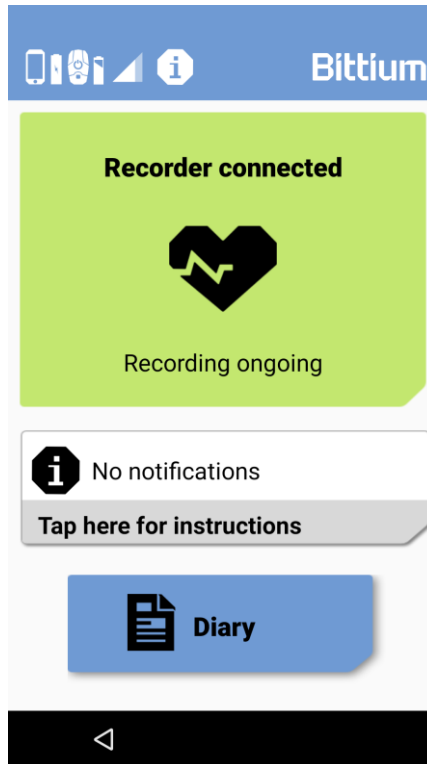 Bittium
Recorder connected
Recording ongoing
No notifications
Tap here for instructions
Diary